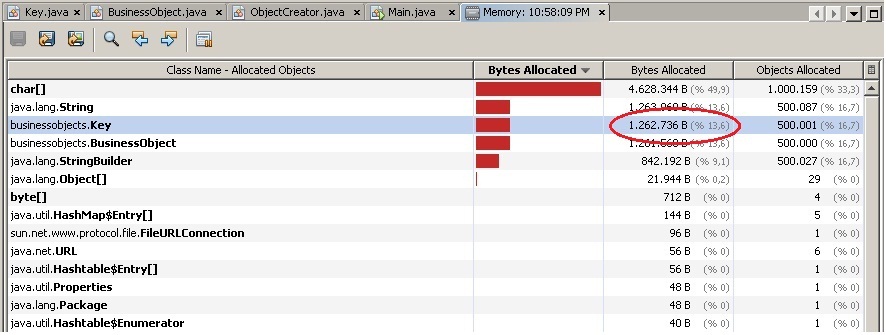 Key.java BusinessObject.java ObjectCreator.java Main.java Memory: 10:58:09 PM
Class Name - Allocated Objects Bytes Allocated Bytes Allocated Objects Allocated
char[] 4.628.344 B (% 49,9) 1.000.159 (% 33,3)
java.lang.String 1.263.960 B (% 13,6) 500.087 (% 16,7)
businessobjects.Key 1.262.736 B (% 13,6) 500.001 (% 16,7)
businessobjects.BusinessObject 1.261.568 B (% 13,6) 500.000 (% 16,7)
java.lang.StringBuilder 842.192 B (% 9,1) 500.027 (% 16,7)
java.lang.Object[] 21.944 B (% 0,2) 29 (% 0)
byte[] 712 B (% 0) 4 (% 0)
java.util.HashMap$Entry[] 144 B (% 0) 5 (% 0)
sun.net.www.protocol.file.FileURLConnection 96 B (% 0) 1 (% 0)
java.net.URL 56 B (% 0) 6 (% 0)
java.util.Hashtable$Entry[] 56 B (% 0) 1 (% 0)
java.util.Properties 48 B (% 0) 1 (% 0)
java.lang.Package 48 B (% 0) 1 (% 0)
java.util.Hashtable$Enumerator 40 B (% 0) 1 (% 0)